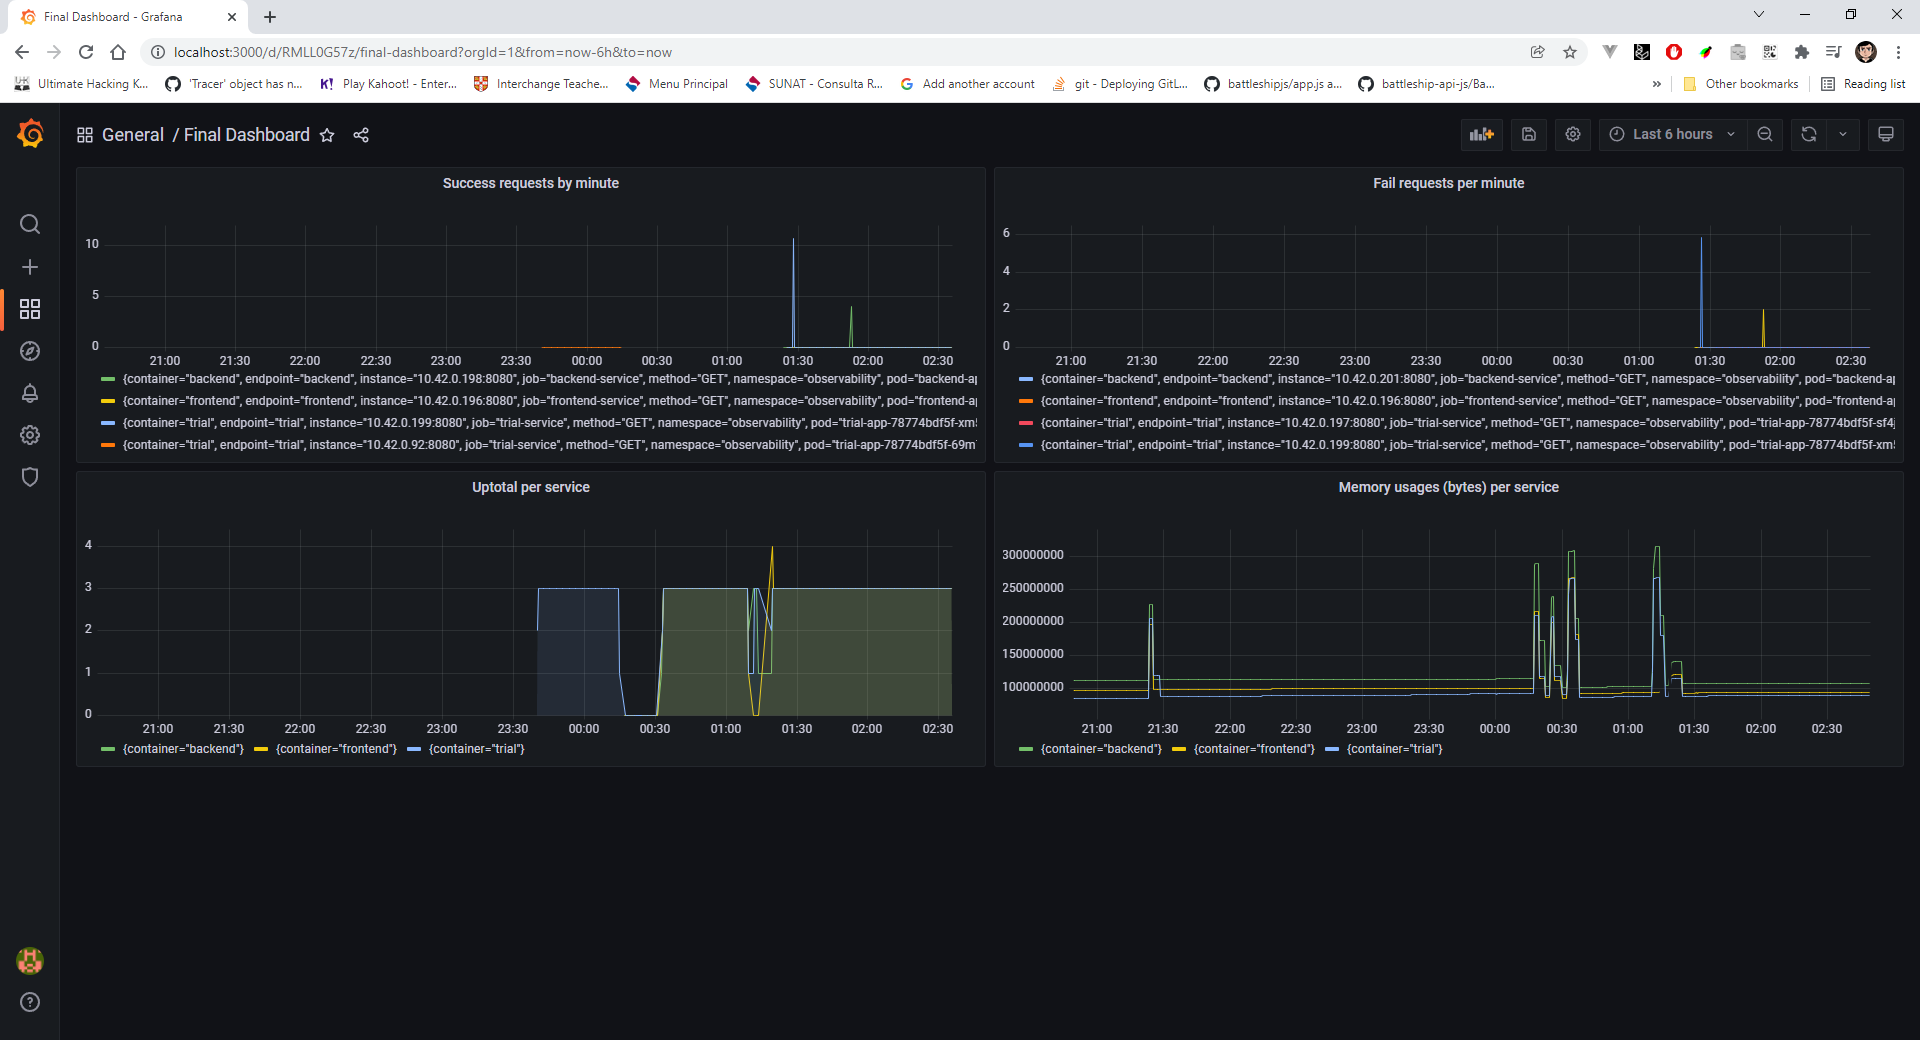 Final Dashboard - Grafana
localhost:3000/d/RMLL0G57z/final-dashboard?orgId=1&from=now-6h&to=now
Ultimate Hacking K... 'Tracer' object has n... K! Play Kahoot! - Enter... Interchange Teache... Menu Principal SUNAT - Consulta R... Add another account git - Deploying GitL... battleshipjs/app.js a... battleship-api-js/Ba... » Other bookmarks Reading list
General / Final Dashboard Last 6 hours
Success requests by minute
10
5
0
21:00 21:30 22:00 22:30 23:00 23:30 00:00 00:30 01:00 01:30 02:00 02:30
{container="backend", endpoint="backend", instance="10.42.0.198:8080", job="backend-service", method="GET", namespace="observability", pod="backend-ap
{container="frontend", endpoint="frontend", instance="10.42.0.196:8080", job="frontend-service", method="GET", namespace="observability", pod="frontend-ap
{container="trial", endpoint="trial", instance="10.42.0.199:8080", job="trial-service", method="GET", namespace="observability", pod="trial-app-78774bdf5f-xm5
{container="trial", endpoint="trial", instance="10.42.0.92:8080", job="trial-service", method="GET", namespace="observability", pod="trial-app-78774bdf5f-69m7
Fail requests per minute
6
4
2
0
21:00 21:30 22:00 22:30 23:00 23:30 00:00 00:30 01:00 01:30 02:00 02:30
{container="backend", endpoint="backend", instance="10.42.0.201:8080", job="backend-service", method="GET", namespace="observability", pod="backend-ap
{container="frontend", endpoint="frontend", instance="10.42.0.196:8080", job="frontend-service", method="GET", namespace="observability", pod="frontend-ap
{container="trial", endpoint="trial", instance="10.42.0.197:8080", job="trial-service", method="GET", namespace="observability", pod="trial-app-78774bdf5f-sf4j
{container="trial", endpoint="trial", instance="10.42.0.199:8080", job="trial-service", method="GET", namespace="observability", pod="trial-app-78774bdf5f-xm5
Uptotal per service
4
3
2
1
0
21:00 21:30 22:00 22:30 23:00 23:30 00:00 00:30 01:00 01:30 02:00 02:30
{container="backend"} {container="frontend"} {container="trial"}
Memory usages (bytes) per service
300000000
250000000
200000000
150000000
100000000
21:00 21:30 22:00 22:30 23:00 23:30 00:00 00:30 01:00 01:30 02:00 02:30
{container="backend"} {container="frontend"} {container="trial"}